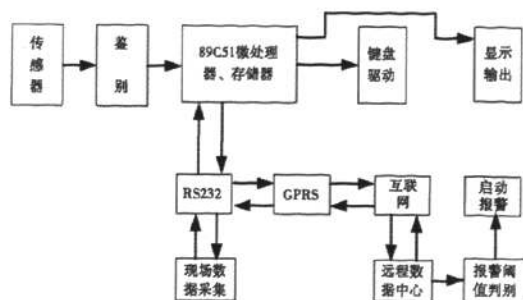 传
感
器
鉴
别
89C51微处理
器、存储器
键盘
驱动
显示
输出
RS232
GPRS
互联
网
启动
报警
现场数
据采集
远程数
据中心
报警阈
值判别